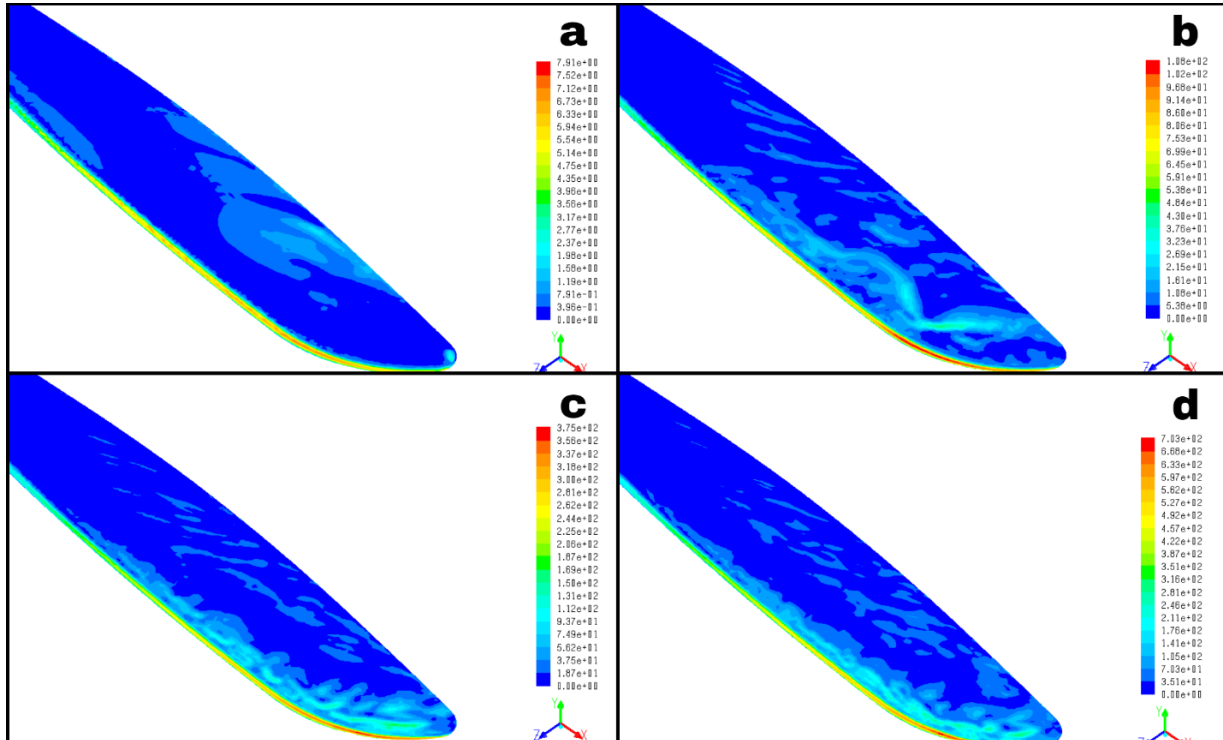 a
7.91e+00
7.52e+00
7.12e+00
6.73e+00
6.33e+00
5.94e+00
5.54e+00
5.14e+00
4.75e+00
4.35e+00
3.96e+00
3.56e+00
3.17e+00
2.77e+00
2.37e+00
1.98e+00
1.58e+00
1.19e+00
7.91e-01
3.96e-01
0.00e+00
Y
Z
X
b
1.08e+02
1.02e+02
9.68e+01
9.14e+01
8.60e+01
8.06e+01
7.53e+01
6.99e+01
6.45e+01
5.91e+01
5.38e+01
4.84e+01
4.30e+01
3.76e+01
3.23e+01
2.69e+01
2.15e+01
1.61e+01
1.08e+01
5.38e+00
0.00e+00
Y
Z
X
c
3.75e+02
3.56e+02
3.37e+02
3.18e+02
3.00e+02
2.81e+02
2.62e+02
2.44e+02
2.25e+02
2.06e+02
1.87e+02
1.69e+02
1.50e+02
1.31e+02
1.12e+02
9.37e+01
7.49e+01
5.62e+01
3.75e+01
1.87e+01
0.00e+00
Y
Z
X
d
7.03e+02
6.68e+02
6.33e+02
5.97e+02
5.62e+02
5.27e+02
4.92e+02
4.57e+02
4.22e+02
3.87e+02
3.51e+02
3.16e+02
2.81e+02
2.46e+02
2.11e+02
1.76e+02
1.41e+02
1.05e+02
7.03e+01
3.51e+01
0.00e+00
Y
Z
X